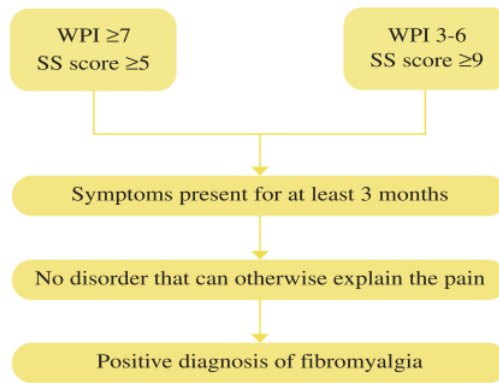 WPI ≥7
SS score ≥5
WPI 3-6
SS score ≥9
Symptoms present for at least 3 months
No disorder that can otherwise explain the pain
Positive diagnosis of fibromyalgia